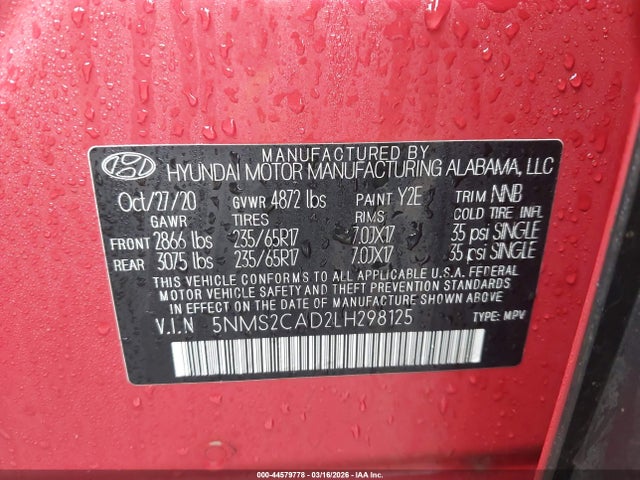 MANUFACTURED BY
HYUNDAI MOTOR MANUFACTURING ALABAMA, LLC
Oct/27/20 GVWR 4872 lbs PAINT Y2E TRIM NNB
GAWR TIRES RIMS COLD TIRE INFL
FRONT 2866 lbs 235/65R17 7.0JX17 35 psi SINGLE
REAR 3075 lbs 235/65R17 7.0JX17 35 psi SINGLE
THIS VEHICLE CONFORMS TO ALL APPLICABLE U.S.A. FEDERAL
MOTOR VEHICLE SAFETY AND THEFT PREVENTION STANDARDS
IN EFFECT ON THE DATE OF MANUFACTURE SHOWN ABOVE.
V.I.N 5NMS2CAD2LH298125 TYPE: MPV
000-44579778 - 03/16/2026 - IAA Inc.